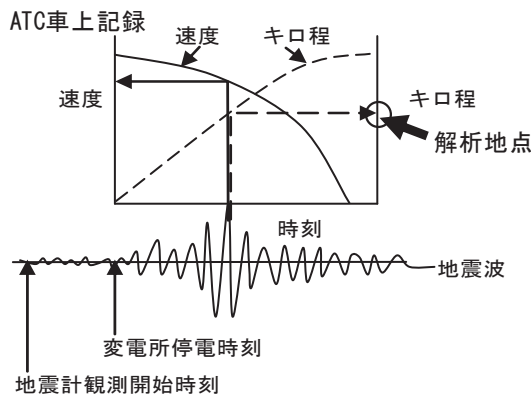 ATC車上記録
速度
キロ程
速度
キロ程
解析地点
時刻
地震波
変電所停電時刻
地震計観測開始時刻